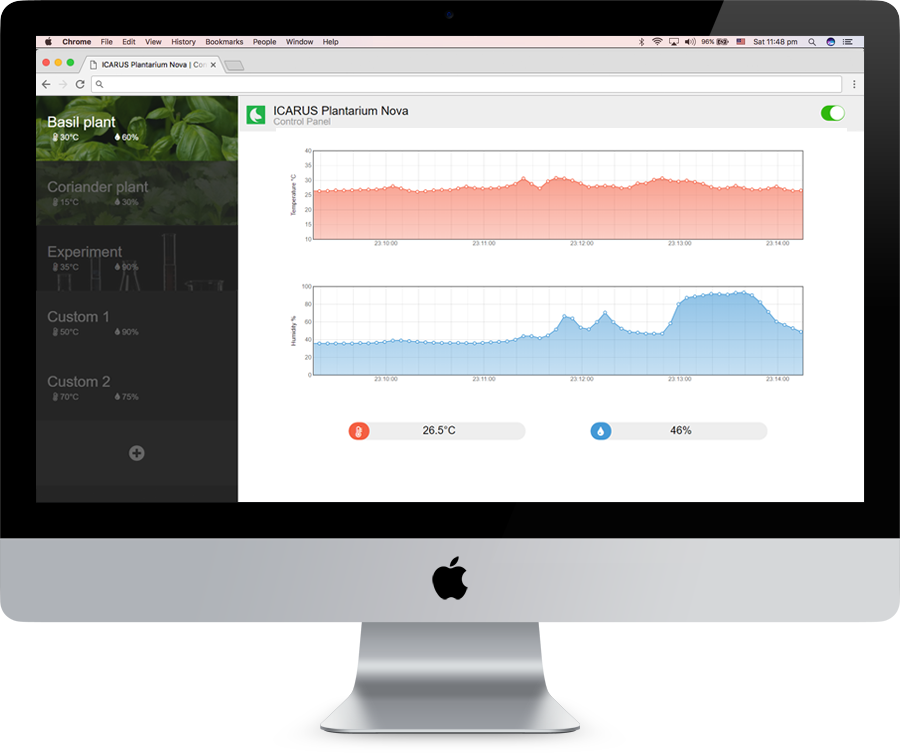 Chrome File Edit View History Bookmarks People Window Help 96% Sat 11:48 pm
ICARUS Plantarium Nova | Con
Basil plant
30°C 60%
Coriander plant
15°C 30%
Experiment
35°C 90%
Custom 1
50°C 90%
Custom 2
70°C 75%
ICARUS Plantarium Nova
Control Panel
Temperature °C
40
35
30
25
20
15
10
23:10:00 23:11:00 23:12:00 23:13:00 23:14:00
Humidity %
100
80
60
40
20
0
23:10:00 23:11:00 23:12:00 23:13:00 23:14:00
26.5°C 46%